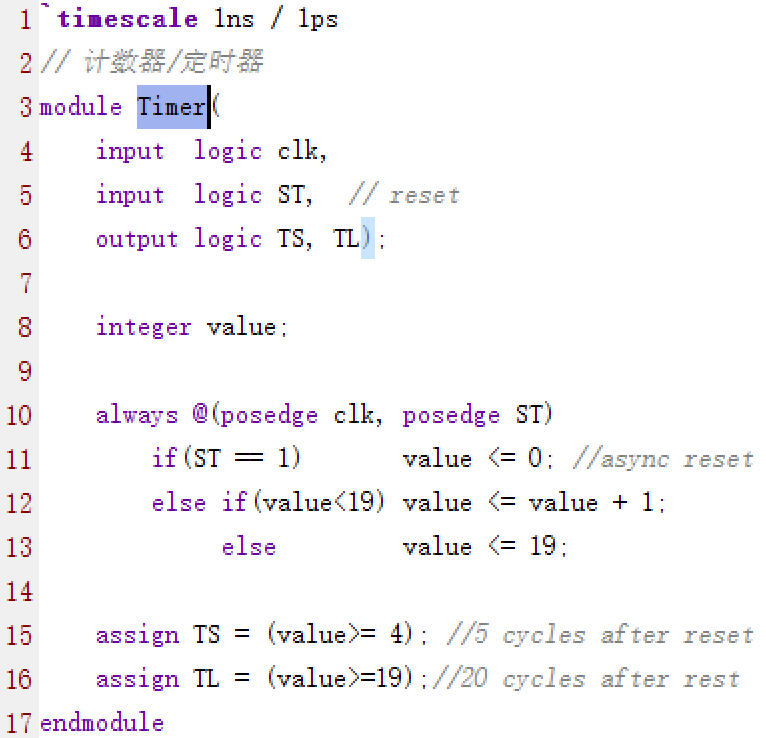 1 `timescale 1ns / 1ps
2 // 计数器/定时器
3 module Timer(
4     input  logic clk,
5     input  logic ST,  // reset
6     output logic TS, TL);
7
8     integer value;
9
10     always @(posedge clk, posedge ST)
11         if(ST == 1)       value <= 0; //async reset
12         else if(value<19) value <= value + 1;
13              else         value <= 19;
14
15     assign TS = (value>= 4); //5 cycles after reset
16     assign TL = (value>=19);//20 cycles after rest
17 endmodule